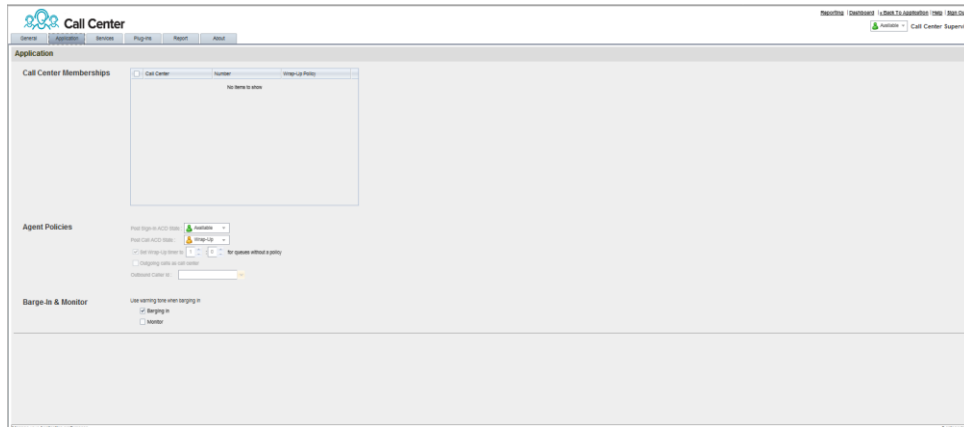 Reporting | Dashboard | « Back To Application | Help | Sign Ou
Call Center
Available Call Center Supervi
General Application Services Plug-ins Report About
Application
Call Center Memberships
Call Center Number Wrap-Up Policy
No items to show
Agent Policies
Post Sign-In ACD State: Available
Post Call ACD State: Wrap-Up
Set Wrap-Up timer to for queues without a policy
Outgoing calls as call center
Outbound Caller Id:
Barge-In & Monitor
Use warning tone when barging in
Barging in
Monitor